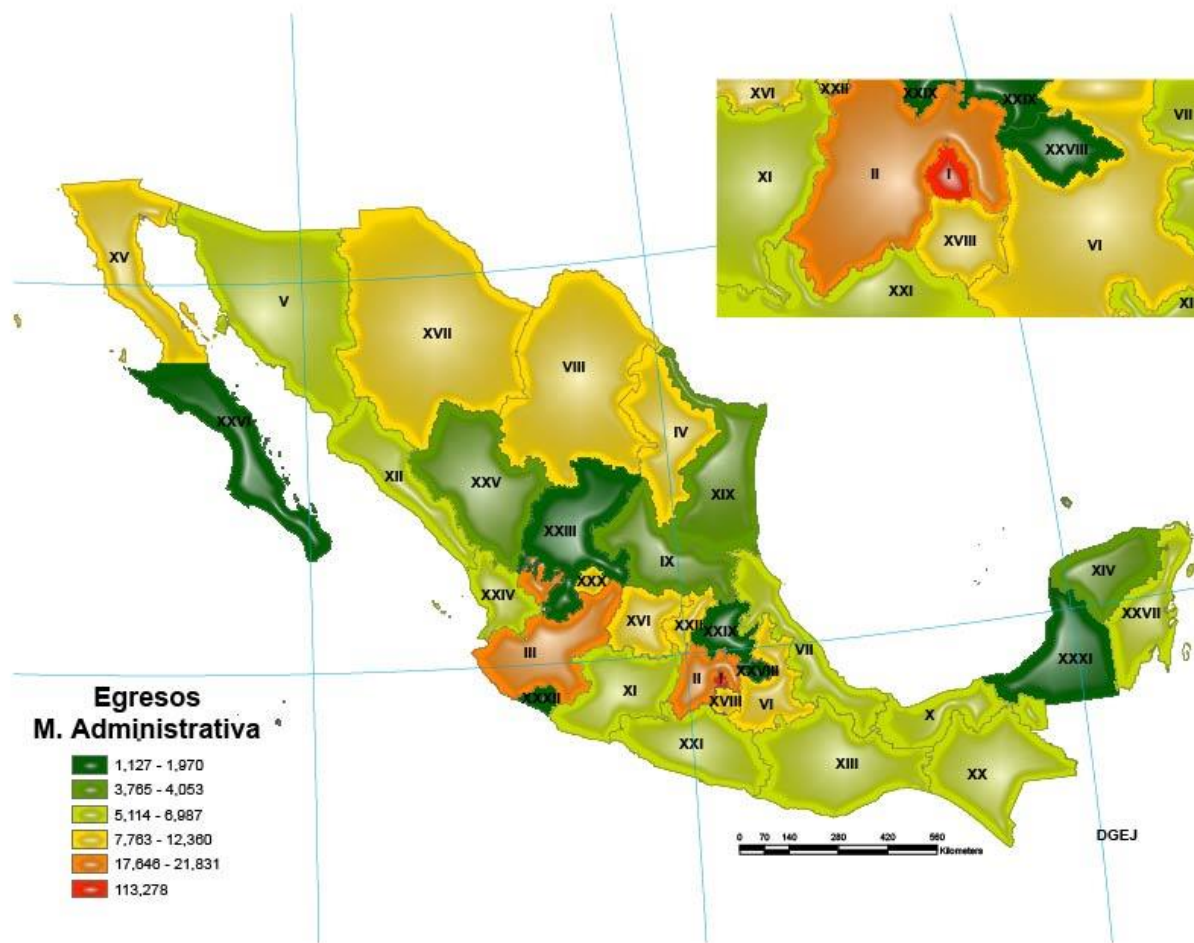 XVI
XXII
XXIX
XXIX
VII
XXVIII
XI
II
I
VI
XVIII
XXI
XI
XV
V
XVII
VIII
IV
XXVI
XII
XXV
XIX
XXIII
IX
XXX
XXIV
XVI
XXII
XXIX
III
VII
XIV
XXVII
XXXI
II
I
XXVIII
XI
XVIII
VI
XXXII
X
XXI
XIII
XX
Egresos
M. Administrativa
1,127 - 1,970
3,765 - 4,053
5,114 - 6,987
7,763 - 12,360
17,646 - 21,831
113,278
0 70 140 280 420 560
Kilometers
DGEJ